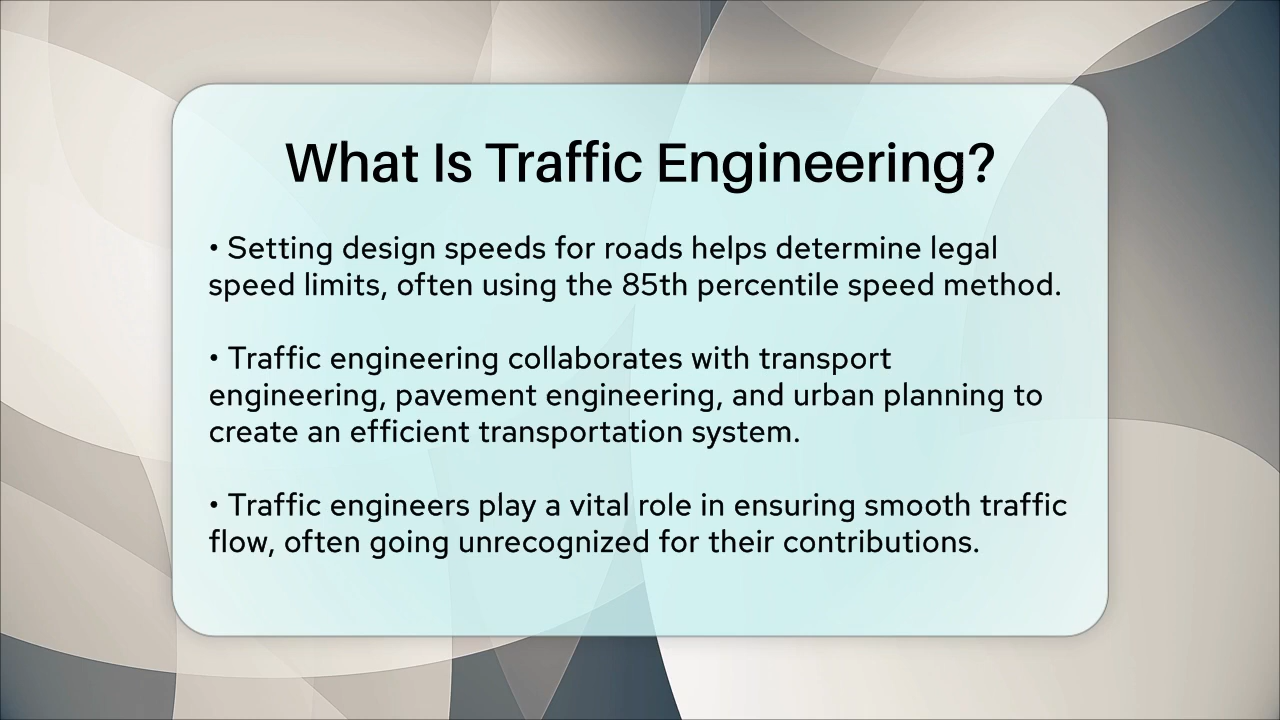 What Is Traffic Engineering?
• Setting design speeds for roads helps determine legal
speed limits, often using the 85th percentile speed method.
• Traffic engineering collaborates with transport
engineering, pavement engineering, and urban planning to
create an efficient transportation system.
• Traffic engineers play a vital role in ensuring smooth traffic
flow, often going unrecognized for their contributions.